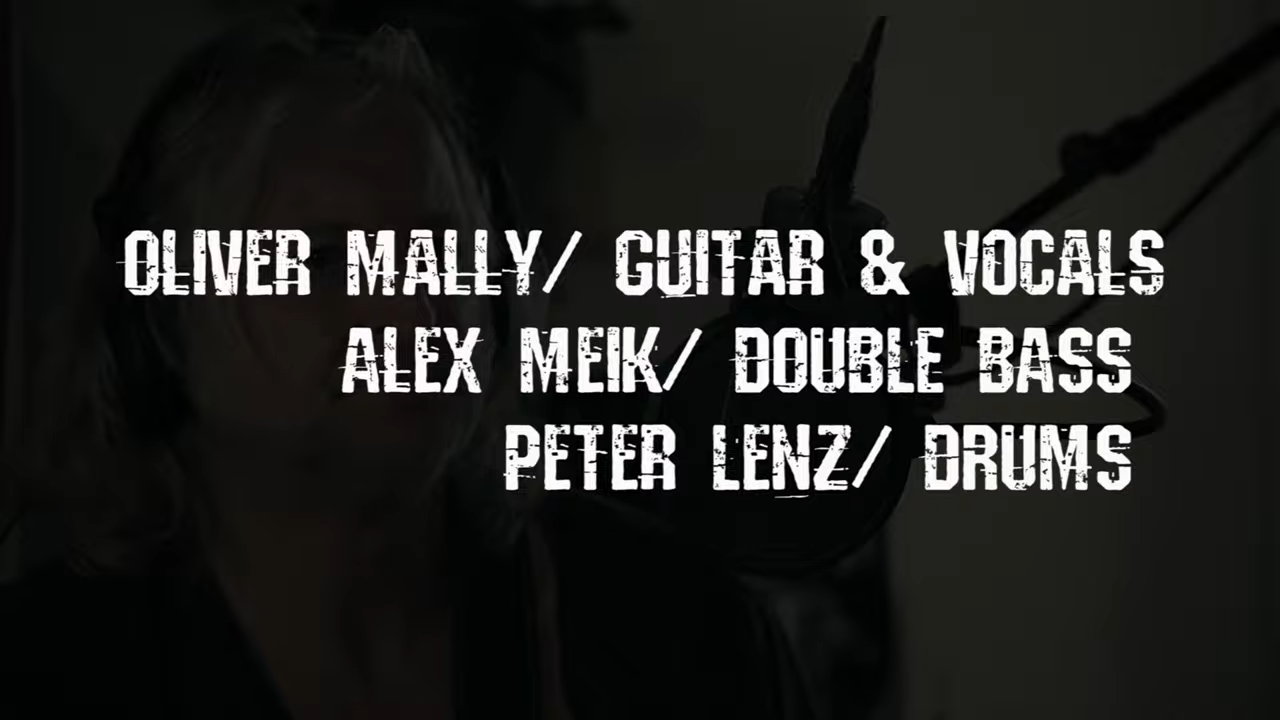 OLIVER MALLY/ GUITAR & VOCALS
ALEX MEIK/ DOUBLE BASS
PETER LENZ/ DRUMS